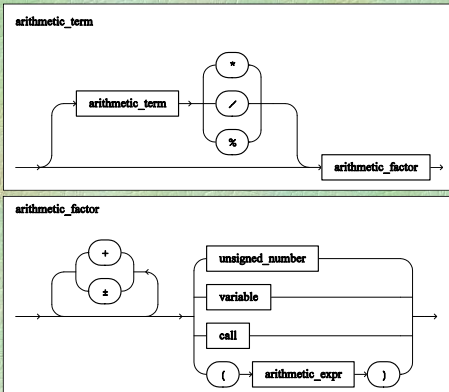 arithmetic_term
*
arithmetic_term
/
%
arithmetic_factor
arithmetic_factor
+
±
unsigned_number
variable
call
( arithmetic_expr )